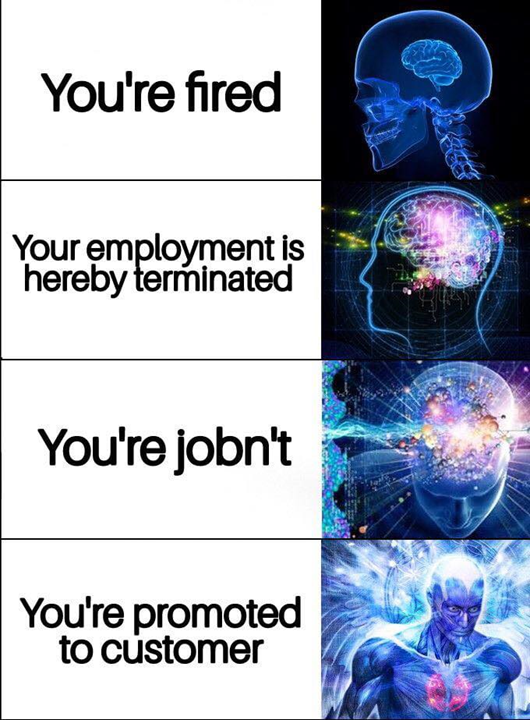 You're fired
Your employment is
hereby terminated
You're jobn't
You're promoted
to customer